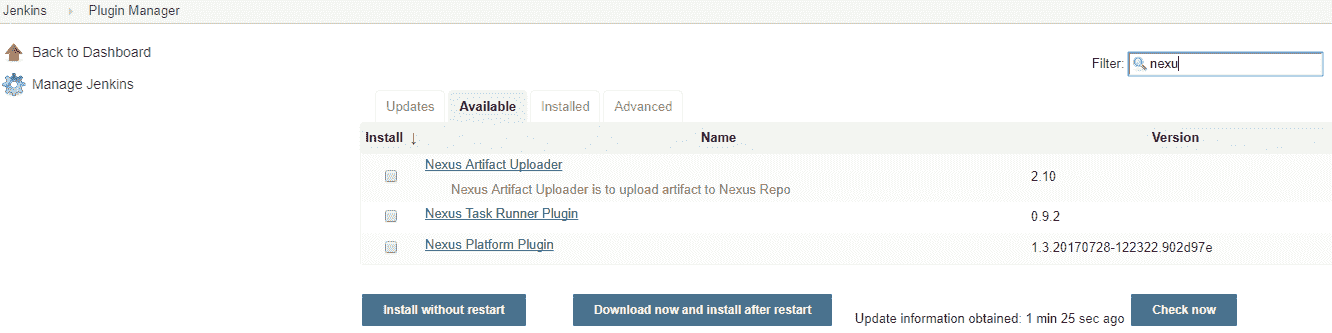 Jenkins Plugin Manager
Back to Dashboard
Manage Jenkins
Filter: nexu
Updates Available Installed Advanced
Install ↓ Name Version
Nexus Artifact Uploader
Nexus Artifact Uploader is to upload artifact to Nexus Repo
2.10
Nexus Task Runner Plugin 0.9.2
Nexus Platform Plugin 1.3.20170728-122322.902d97e
Install without restart Download now and install after restart Update information obtained: 1 min 25 sec ago Check now